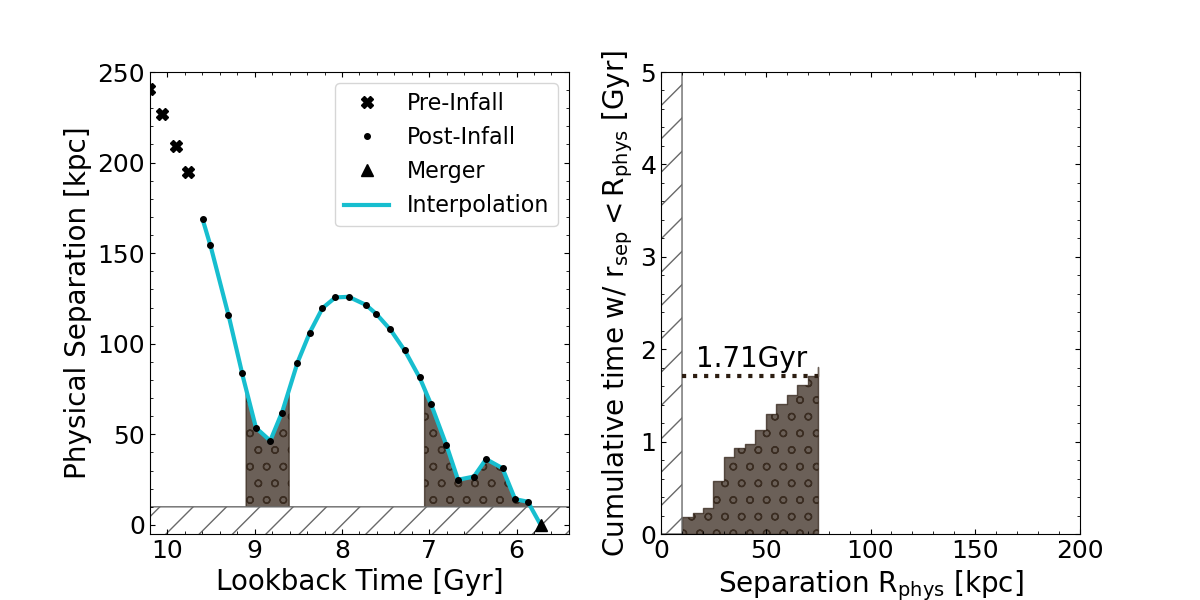 250
200
150
100
50
0
Physical Separation [kpc]
Pre-Infall
Post-Infall
Merger
Interpolation
10 9 8 7 6
Lookback Time [Gyr]
Cumulative time w/ r_sep < R_phys [Gyr]
5
4
3
2
1
0
1.71Gyr
0 50 100 150 200
Separation R_phys [kpc]